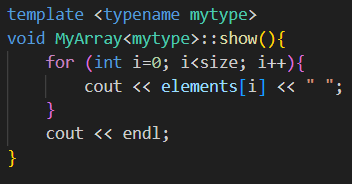 template <typename mytype>
void MyArray<mytype>::show(){
    for (int i=0; i<size; i++){
        cout << elements[i] << " ";
    }
    cout << endl;
}